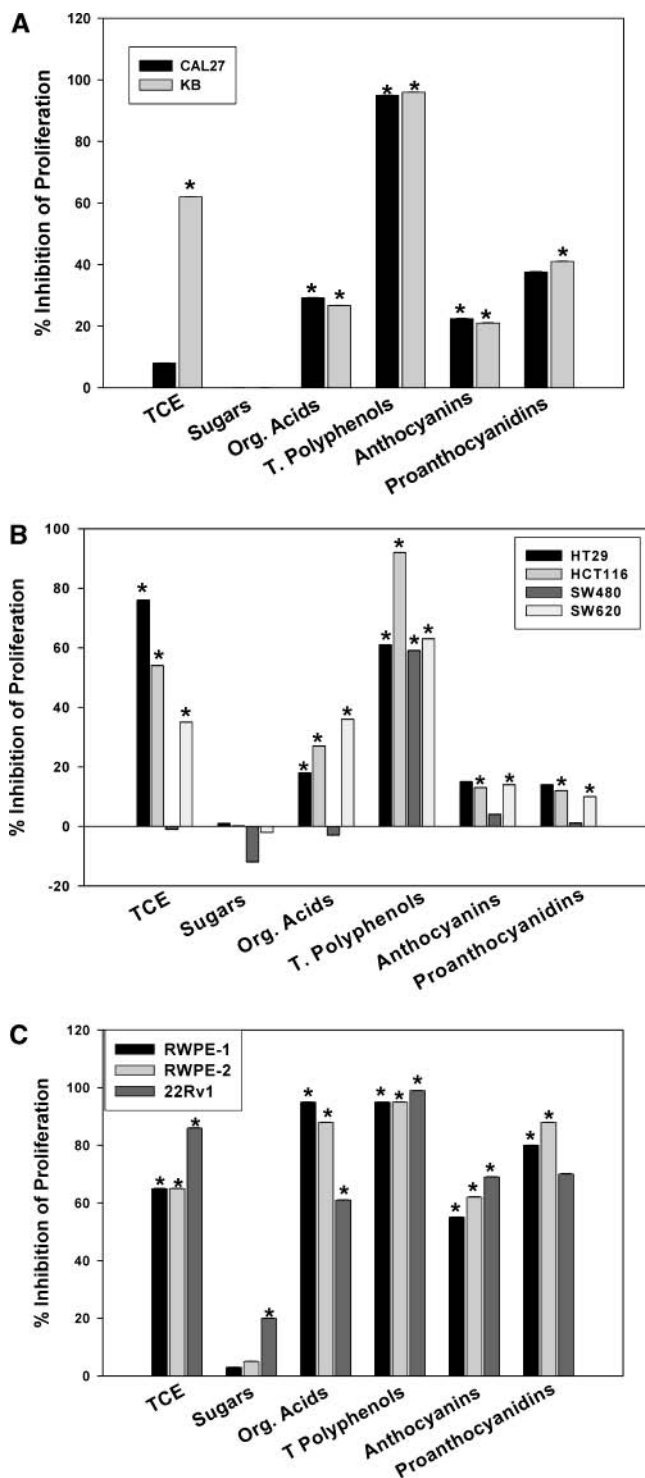 A
120
100
80
60
40
20
0
% Inhibition of Proliferation
CAL27
KB
*
* *
* *
* *
*
TCE
Sugars
Org. Acids
T. Polyphenols
Anthocyanins
Proanthocyanidins
B
100
80
60
40
20
0
-20
% Inhibition of Proliferation
HT29
HCT116
SW480
SW620
* * *
* * *
* * * *
* *
* *
TCE
Sugars
Org. Acids
T. Polyphenols
Anthocyanins
Proanthocyanidins
C
120
100
80
60
40
20
0
% Inhibition of Proliferation
RWPE-1
RWPE-2
22Rv1
* * *
*
* * *
* * *
* * *
* *
TCE
Sugars
Org. Acids
T Polyphenols
Anthocyanins
Proanthocyanidins